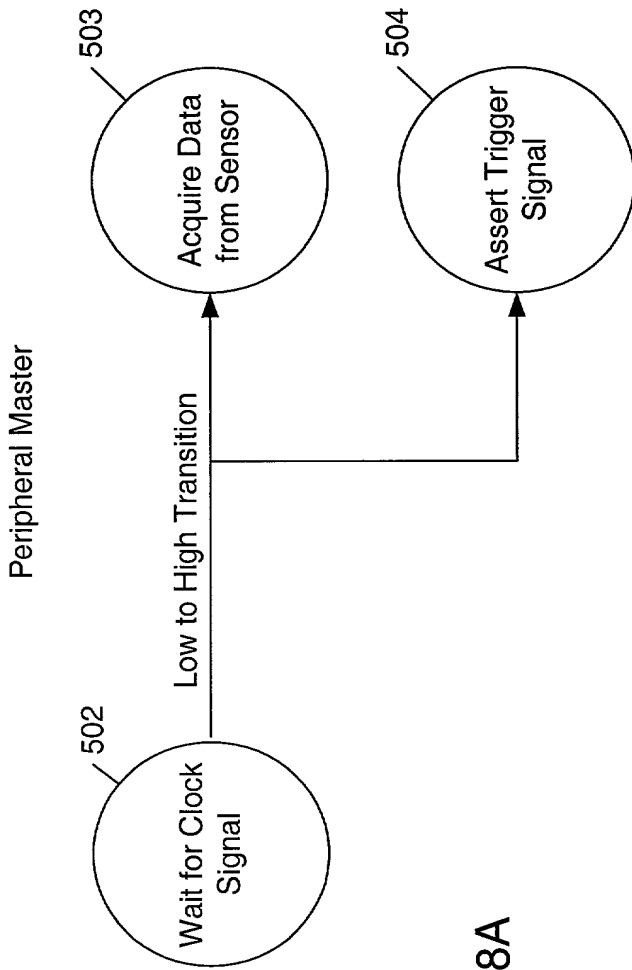 Peripheral Master
502
Wait for Clock
Signal
Low to High Transition
503
Acquire Data
from Sensor
504
Assert Trigger
Signal
8A